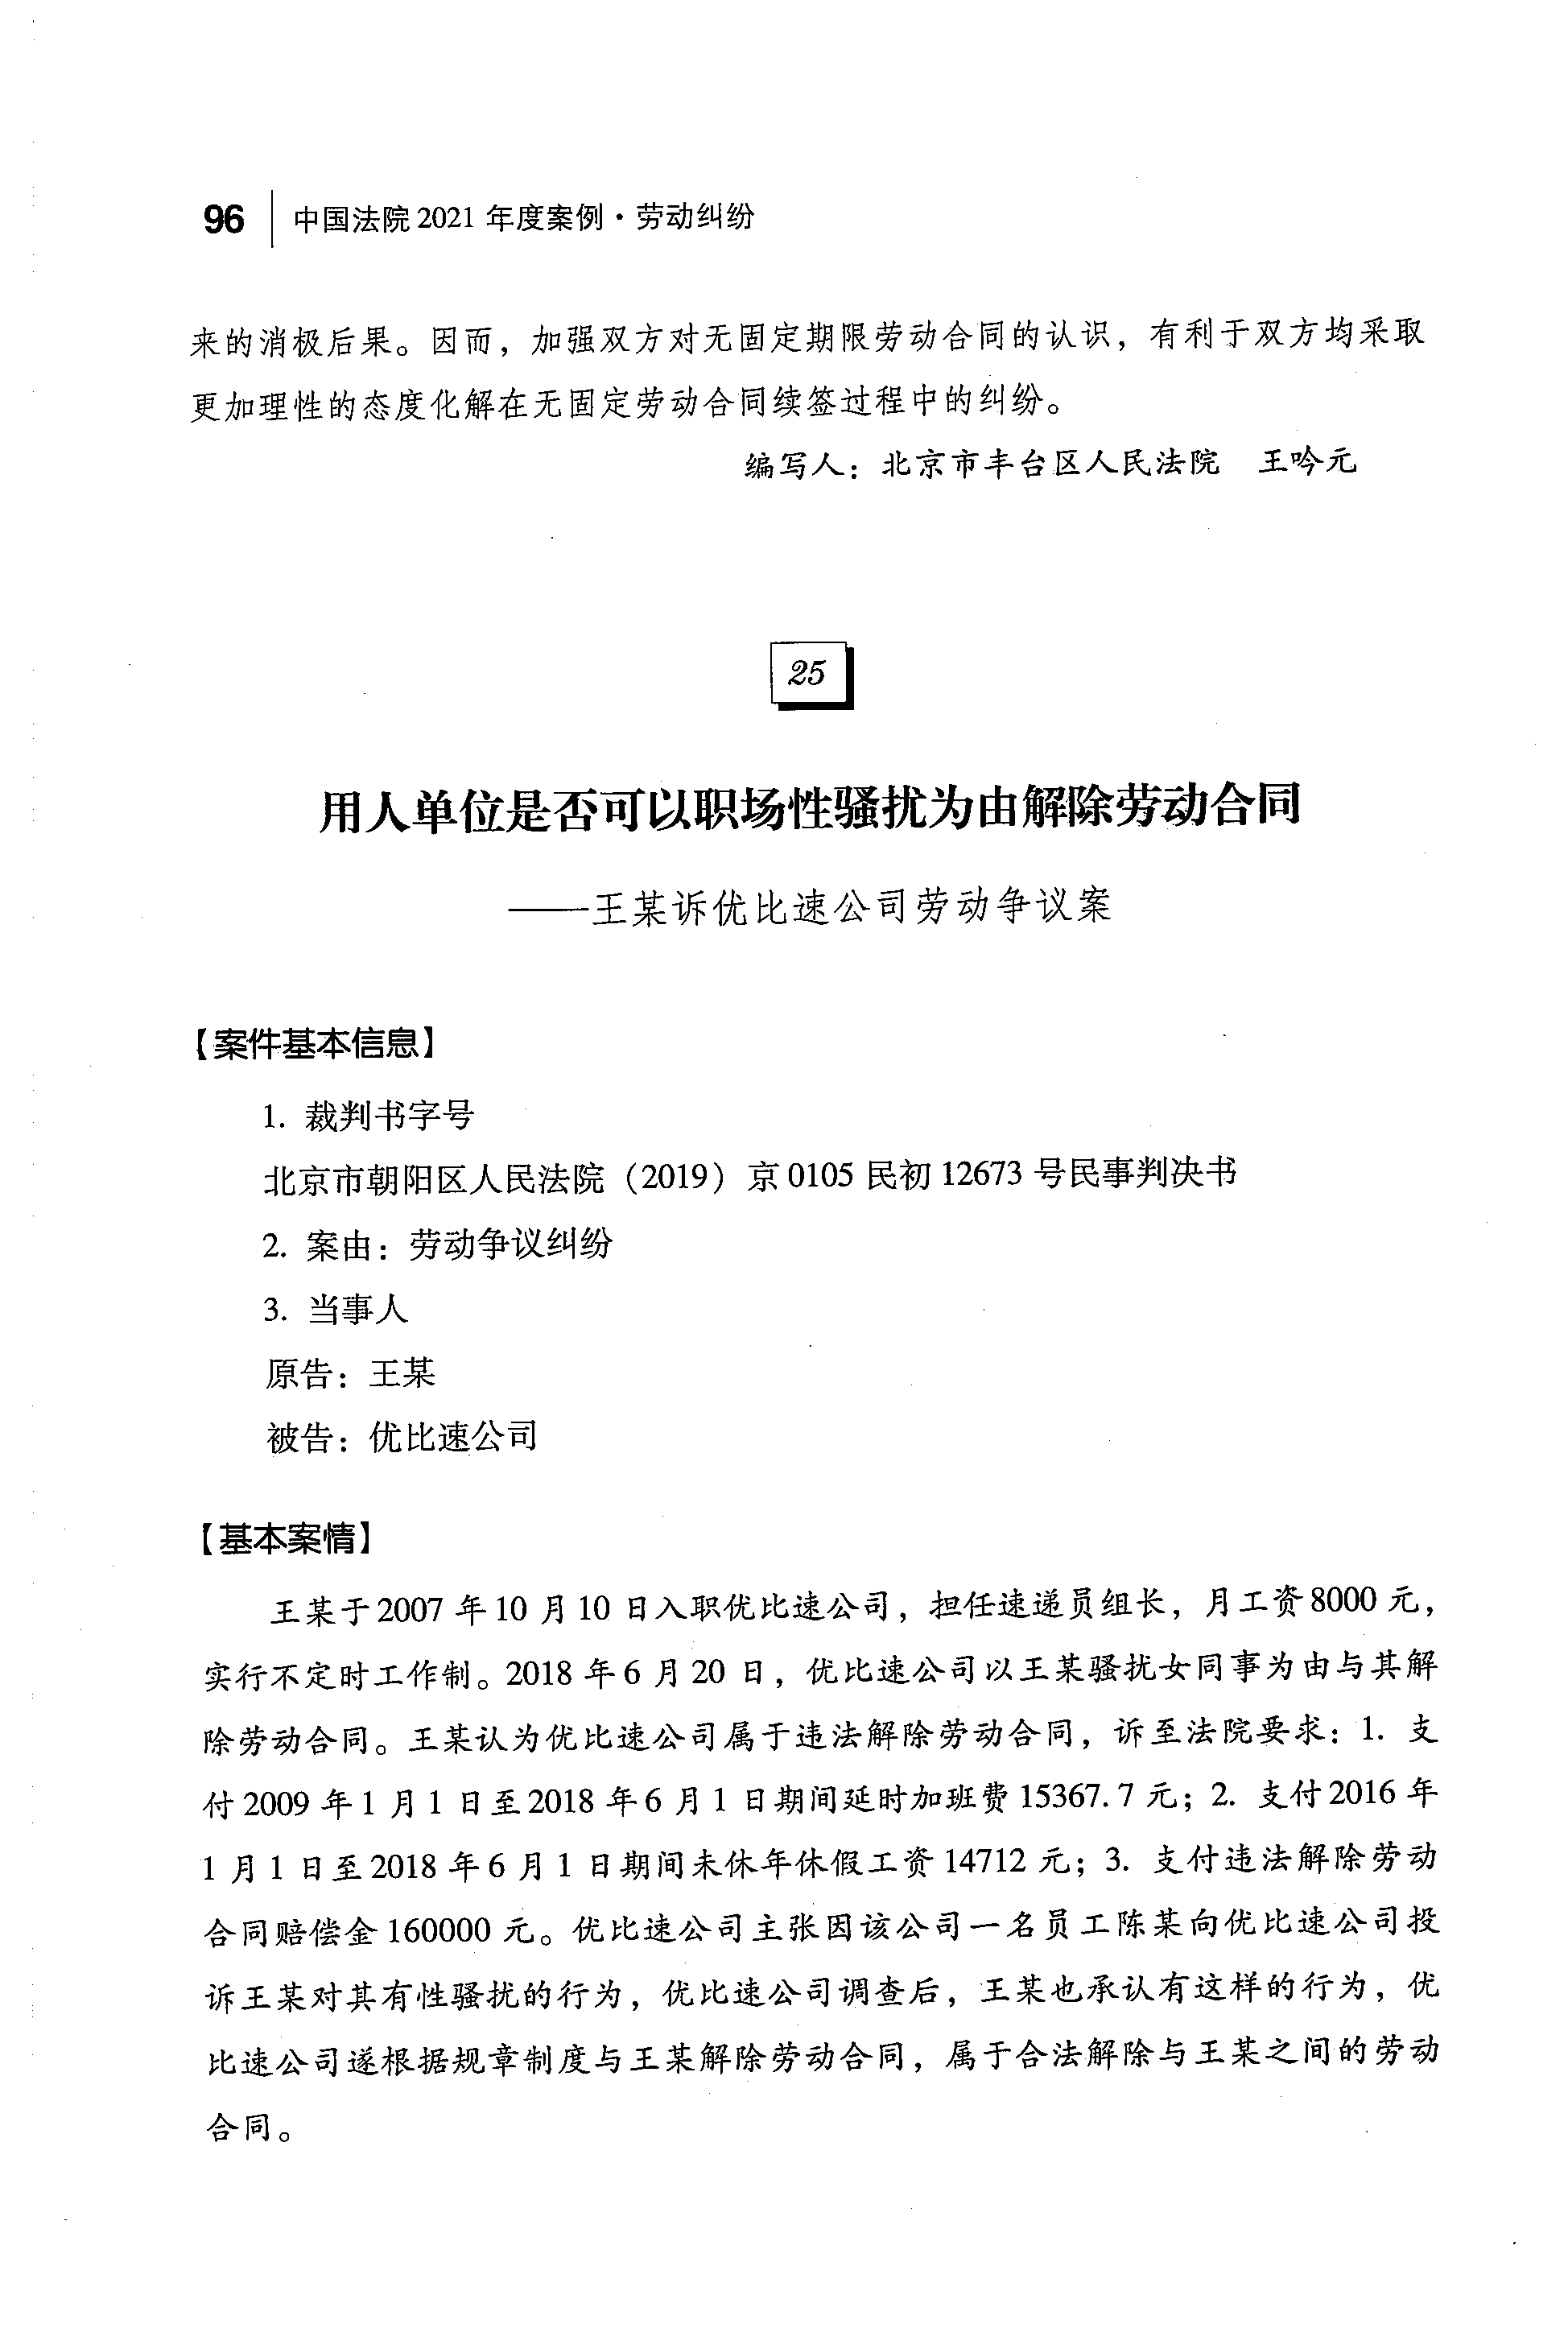 96 中国法院2021年度案例·劳动纠纷
来的消极后果。因而，加强双方对无固定期限劳动合同的认识，有利于双方均采取
更加理性的态度化解在无固定劳动合同续签过程中的纠纷。
编写人：北京市丰台区人民法院 王吟元
25
用人单位是否可以职场性骚扰为由解除劳动合同
——王某诉优比速公司劳动争议案
【案件基本信息】
1. 裁判书字号
北京市朝阳区人民法院（2019）京0105民初12673号民事判决书
2. 案由：劳动争议纠纷
3. 当事人
原告：王某
被告：优比速公司
【基本案情】
王某于2007年10月10日入职优比速公司，担任速递员组长，月工资8000元，
实行不定时工作制。2018年6月20日，优比速公司以王某骚扰女同事为由与其解
除劳动合同。王某认为优比速公司属于违法解除劳动合同，诉至法院要求：1. 支
付2009年1月1日至2018年6月1日期间延时加班费15367.7元；2. 支付2016年
1月1日至2018年6月1日期间未休年休假工资14712元；3. 支付违法解除劳动
合同赔偿金160000元。优比速公司主张因该公司一名员工陈某向优比速公司投
诉王某对其有性骚扰的行为，优比速公司调查后，王某也承认有这样的行为，优
比速公司遂根据规章制度与王某解除劳动合同，属于合法解除与王某之间的劳动
合同。